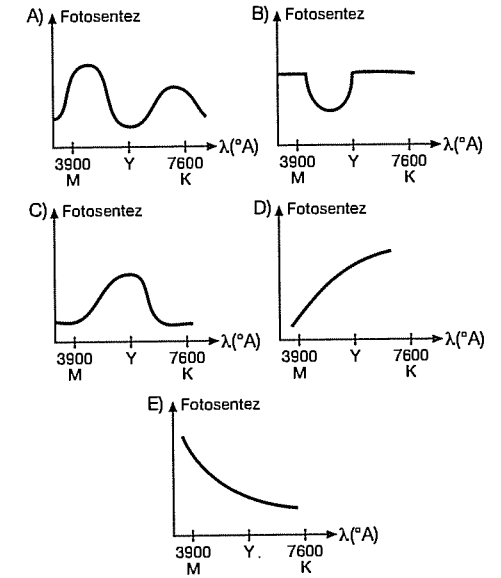 A) Fotosentez
λ(°A)
3900 Y 7600
M K
B) Fotosentez
λ(°A)
3900 Y 7600
M K
C) Fotosentez
λ(°A)
3900 Y 7600
M K
D) Fotosentez
λ(°A)
3900 Y 7600
M K
E) Fotosentez
λ(°A)
3900 Y. 7600
M K